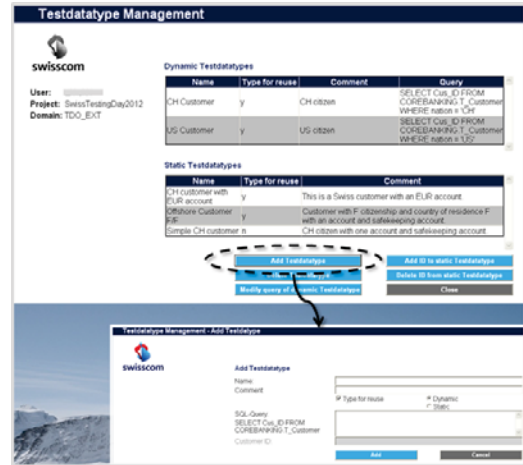 Testdatatype Management
swisscom
User:
Project: SwissTestingDay2012
Domain: TDO_EXT
Dynamic Testdatatypes
Name Type for reuse Comment Query
CH Customer y CH citizen SELECT Cus_ID FROM
COREBANKING.T_Customer
WHERE nation = 'CH'
US Customer y US citizen SELECT Cus_ID FROM
COREBANKING.T_Customer
WHERE nation = 'US'
Static Testdatatypes
Name Type for reuse Comment
CH customer with
EUR account y This is a Swiss customer with an EUR account.
Offshore Customer
F/F y Customer with F citizenship and country of residence F
with an account and safekeeping account.
Simple CH customer n CH citizen with one account and safekeeping account
Add Testdatatype Add ID to static Testdatatype
Delete ID from static Testdatatype
Modify query of dynamic Testdatatype Close
Testdatatype Management - Add Testdatatype
swisscom
Add Testdatatype
Name:
Comment
Type for reuse Dynamic
Static
SQL-Query
SELECT Cus_ID FROM
COREBANKING.T_Customer
Customer ID:
Add Cancel